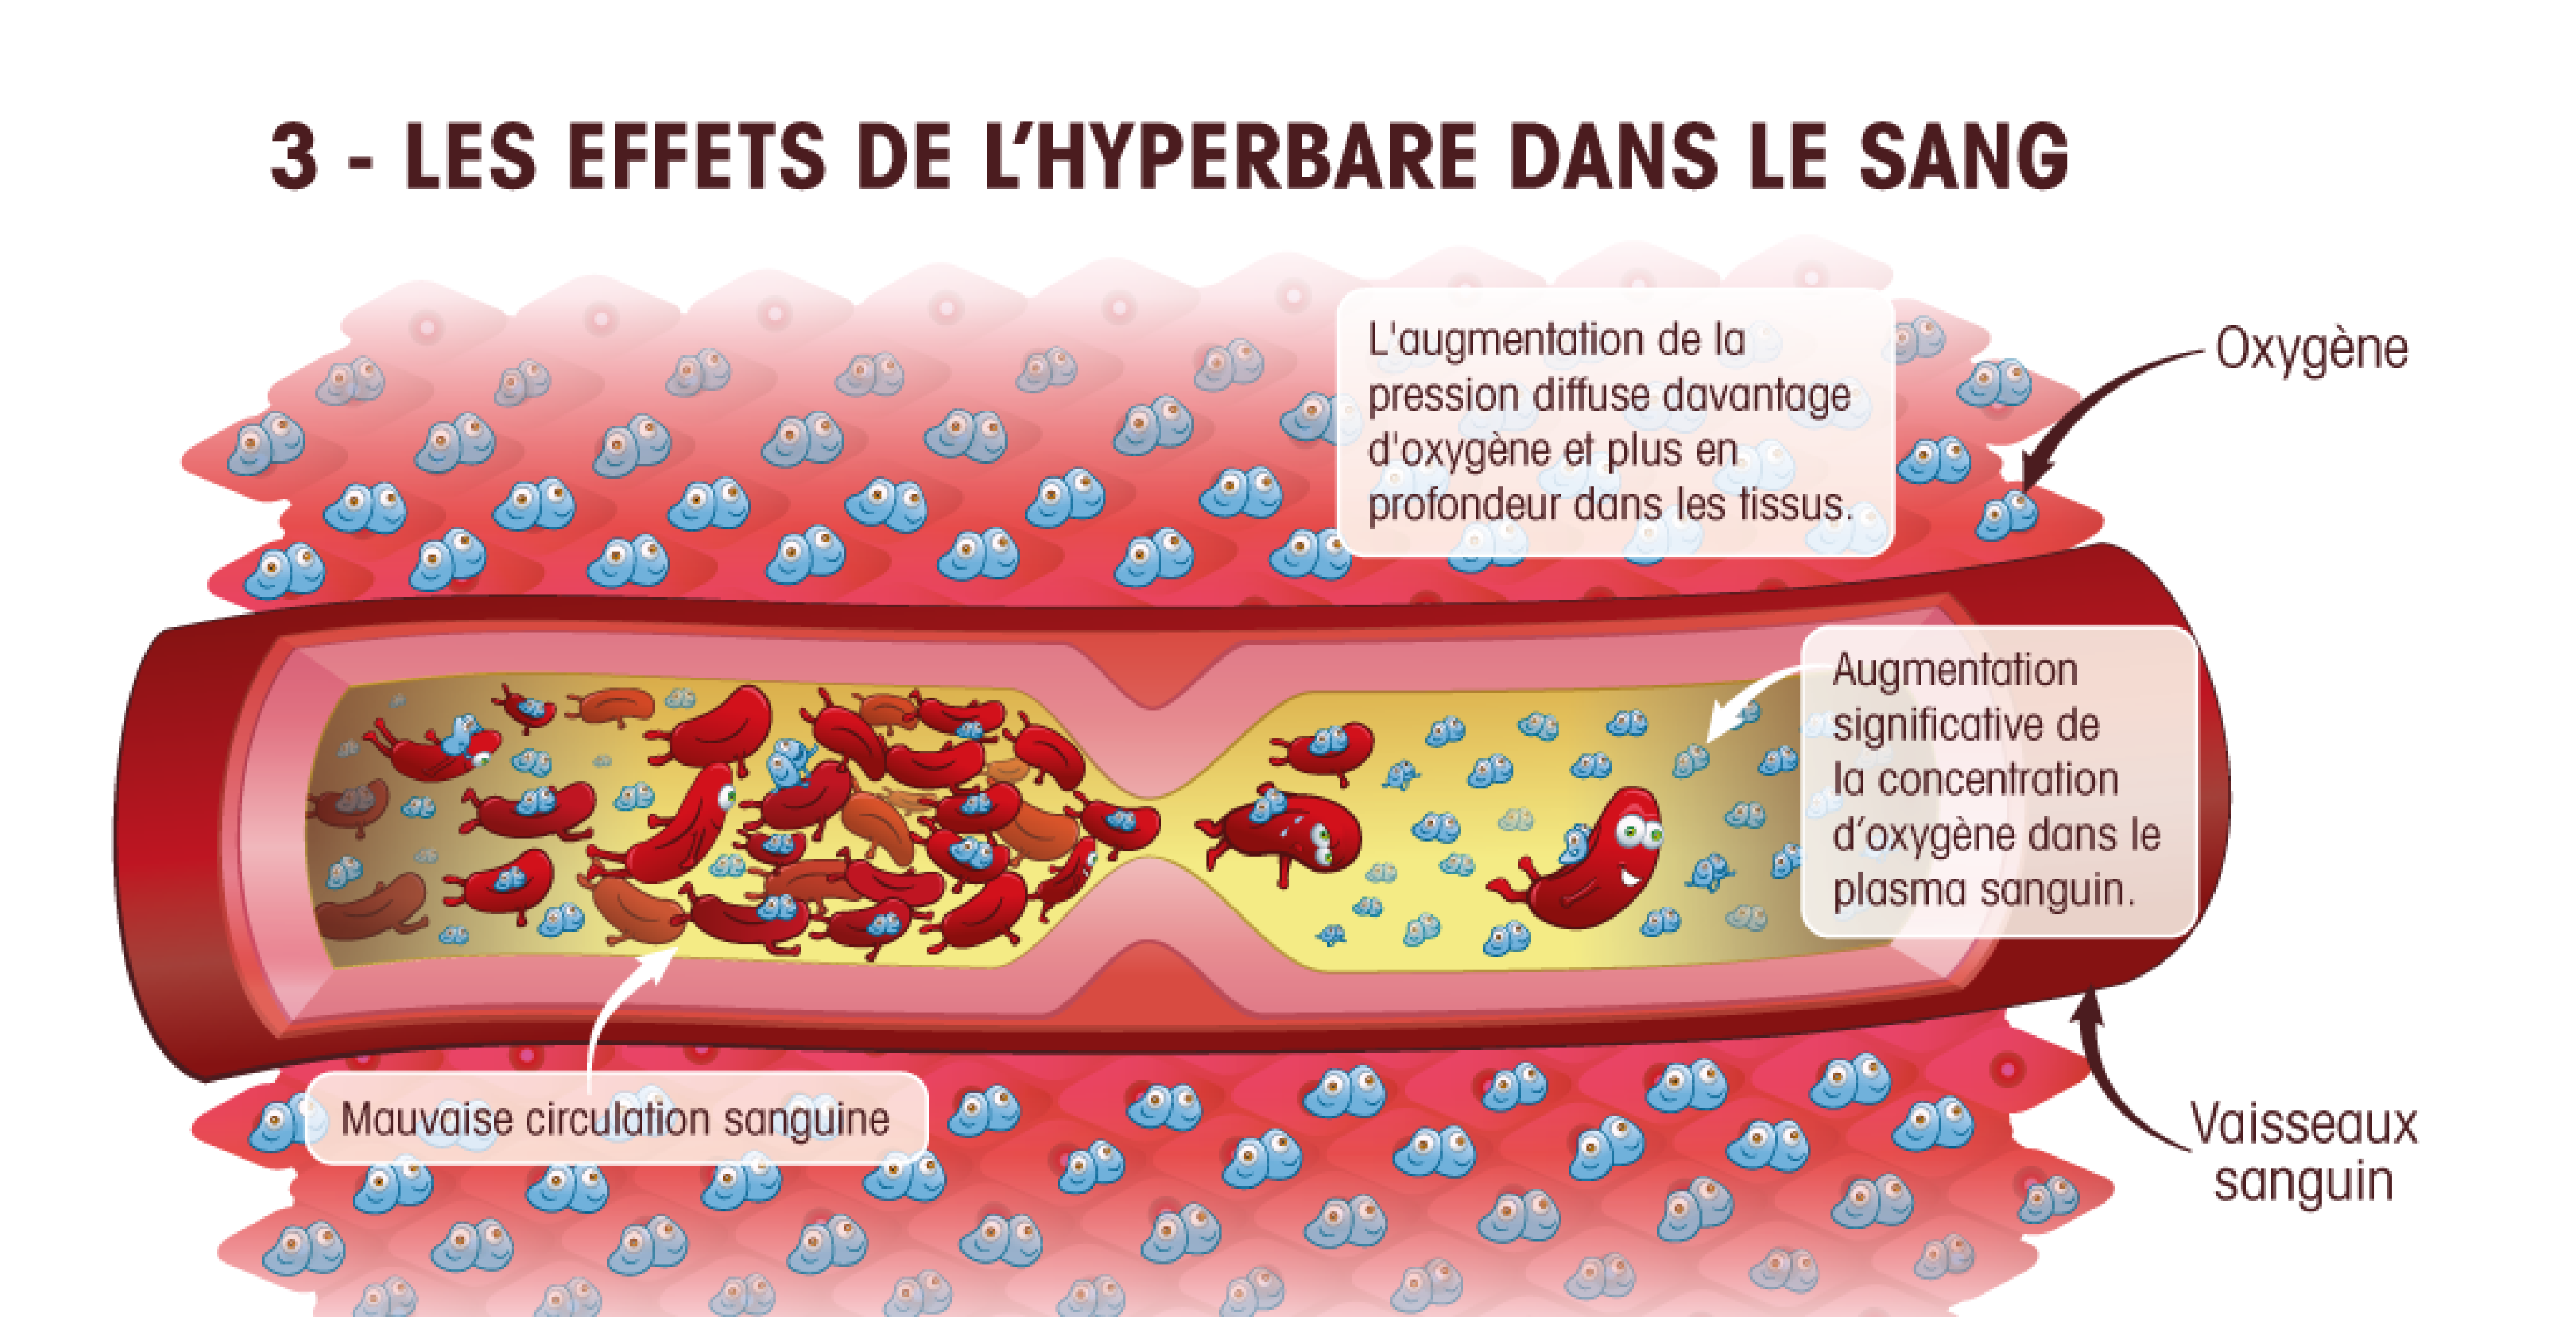 3 - LES EFFETS DE L’HYPERBARE DANS LE SANG
L'augmentation de la
pression diffuse davantage
d'oxygène et plus en
profondeur dans les tissus.
Oxygène
Augmentation
significative de
la concentration
d’oxygène dans le
plasma sanguin.
Mauvaise circulation sanguine
Vaisseaux
sanguin